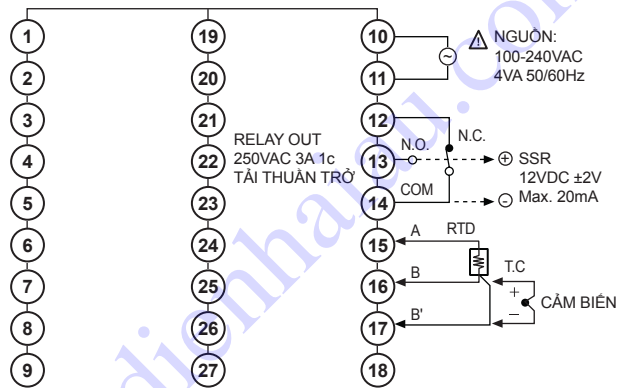 1 19 10
2 20 11
3 21 12
4 22 13
5 23 14
6 24 15
7 25 16
8 26 17
9 27 18
⚠ NGUỒN:
100-240VAC
4VA 50/60Hz
~
RELAY OUT
250VAC 3A 1c
TẢI THUẦN TRỞ
N.O.
N.C.
COM
⊕ SSR
12VDC ±2V
⊖ Max. 20mA
A RTD
B T.C
B'
+
−
CẢM BIẾN
dienhaiau.com